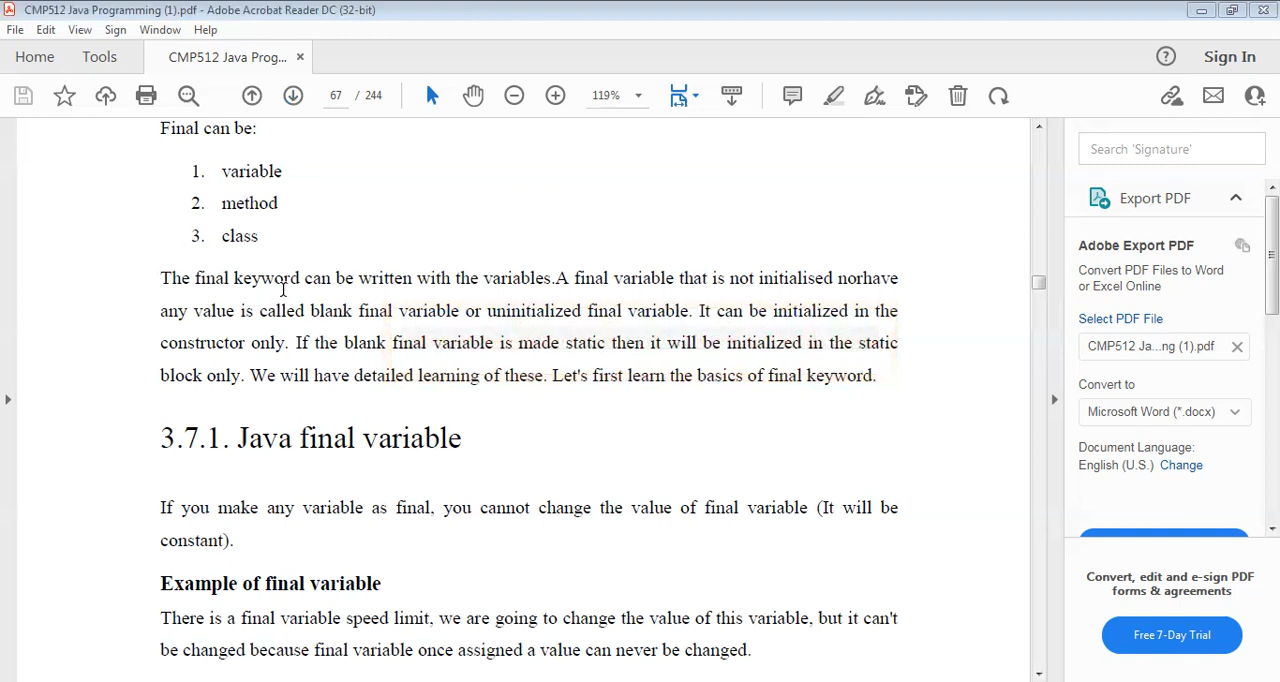 CMP512 Java Programming (1).pdf - Adobe Acrobat Reader DC (32-bit)
File Edit View Sign Window Help
Home Tools CMP512 Java Prog... × ? Sign In
67 / 244 119%
Final can be:
1. variable
2. method
3. class
The final keyword can be written with the variables.A final variable that is not initialised norhave
any value is called blank final variable or uninitialized final variable. It can be initialized in the
constructor only. If the blank final variable is made static then it will be initialized in the static
block only. We will have detailed learning of these. Let's first learn the basics of final keyword.
3.7.1. Java final variable
If you make any variable as final, you cannot change the value of final variable (It will be
constant).
Example of final variable
There is a final variable speed limit, we are going to change the value of this variable, but it can't
be changed because final variable once assigned a value can never be changed.
Search 'Signature'
Export PDF
Adobe Export PDF
Convert PDF Files to Word
or Excel Online
Select PDF File
CMP512 Ja...ng (1).pdf
Convert to
Microsoft Word (*.docx)
Document Language:
English (U.S.) Change
Convert, edit and e-sign PDF
forms & agreements
Free 7-Day Trial